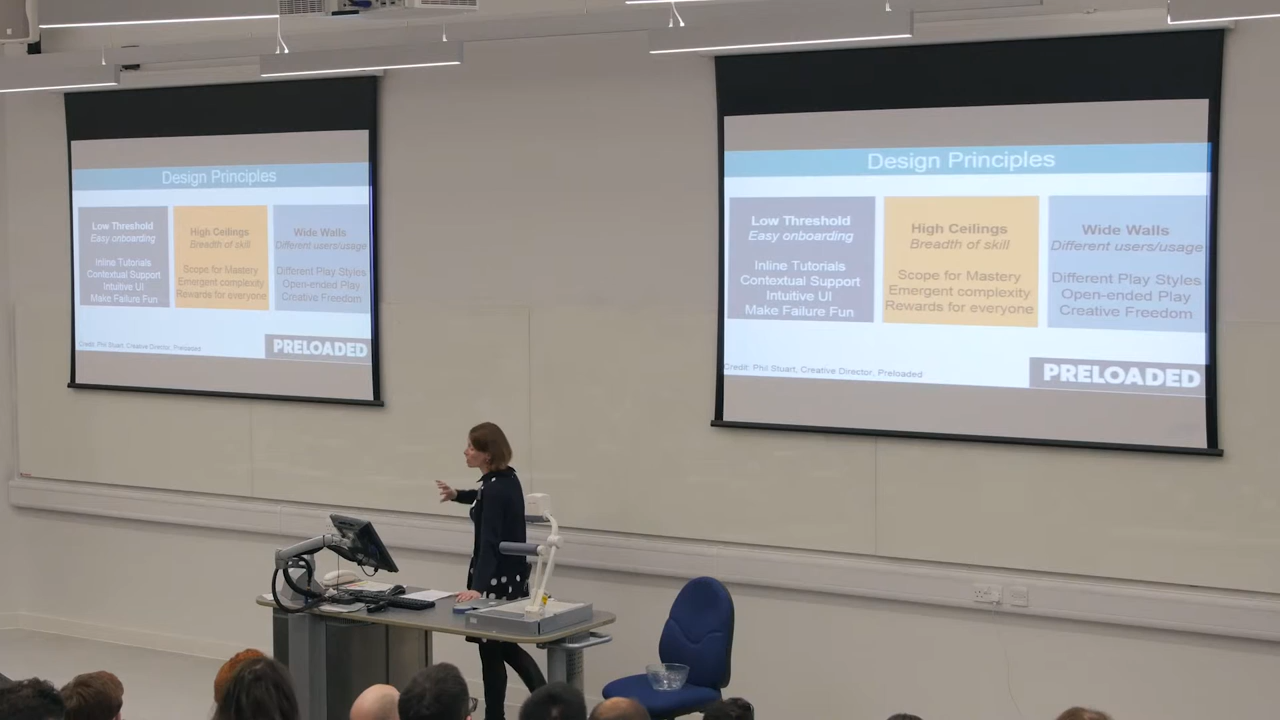 Design Principles
Low Threshold
Easy onboarding
Inline Tutorials
Contextual Support
Intuitive UI
Make Failure Fun
High Ceilings
Breadth of skill
Scope for Mastery
Emergent complexity
Rewards for everyone
Wide Walls
Different users/usage
Different Play Styles
Open-ended Play
Creative Freedom
Credit: Phil Stuart, Creative Director, Preloaded
PRELOADED
Design Principles
Low Threshold
Easy onboarding
Inline Tutorials
Contextual Support
Intuitive UI
Make Failure Fun
High Ceilings
Breadth of skill
Scope for Mastery
Emergent complexity
Rewards for everyone
Wide Walls
Different users/usage
Different Play Styles
Open-ended Play
Creative Freedom
Credit: Phil Stuart, Creative Director, Preloaded
PRELOADED